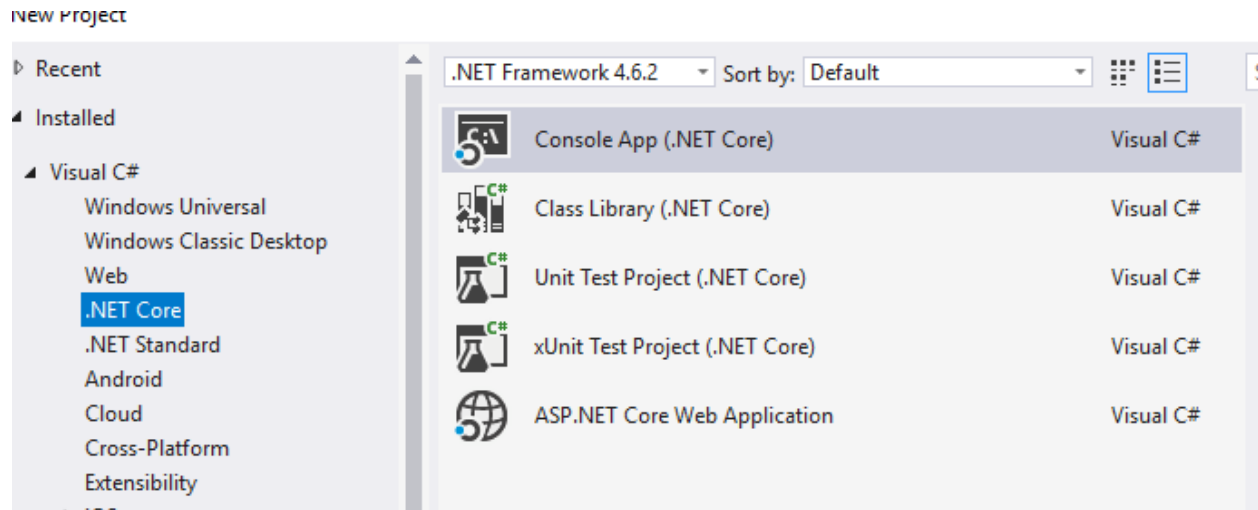 New Project
Recent
Installed
Visual C#
Windows Universal
Windows Classic Desktop
Web
.NET Core
.NET Standard
Android
Cloud
Cross-Platform
Extensibility
.NET Framework 4.6.2 Sort by: Default
Console App (.NET Core) Visual C#
Class Library (.NET Core) Visual C#
Unit Test Project (.NET Core) Visual C#
xUnit Test Project (.NET Core) Visual C#
ASP.NET Core Web Application Visual C#